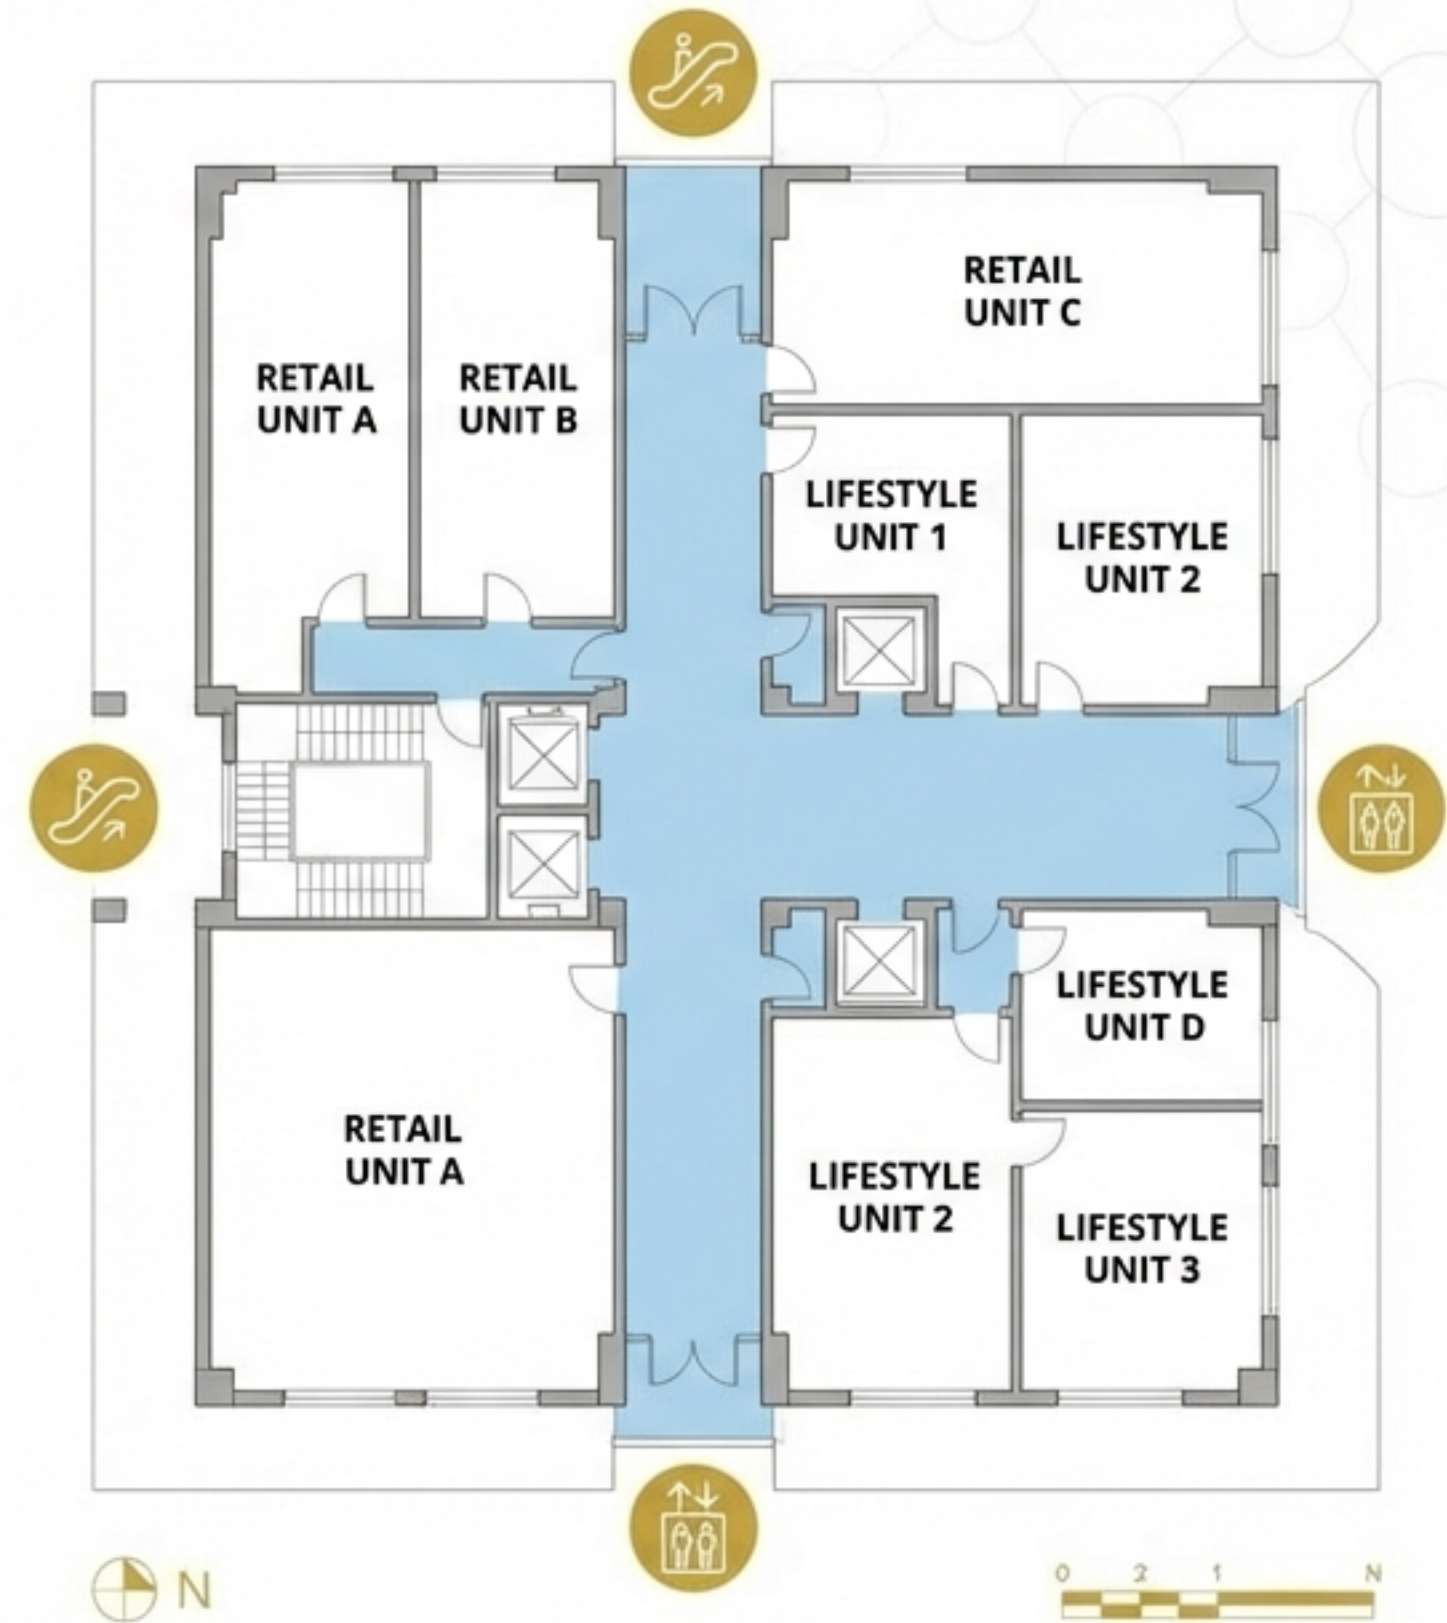 RETAIL
UNIT C
RETAIL
UNIT A
RETAIL
UNIT B
LIFESTYLE
UNIT 1
LIFESTYLE
UNIT 2
LIFESTYLE
UNIT D
RETAIL
UNIT A
LIFESTYLE
UNIT 2
LIFESTYLE
UNIT 3
N
0 2 1 N